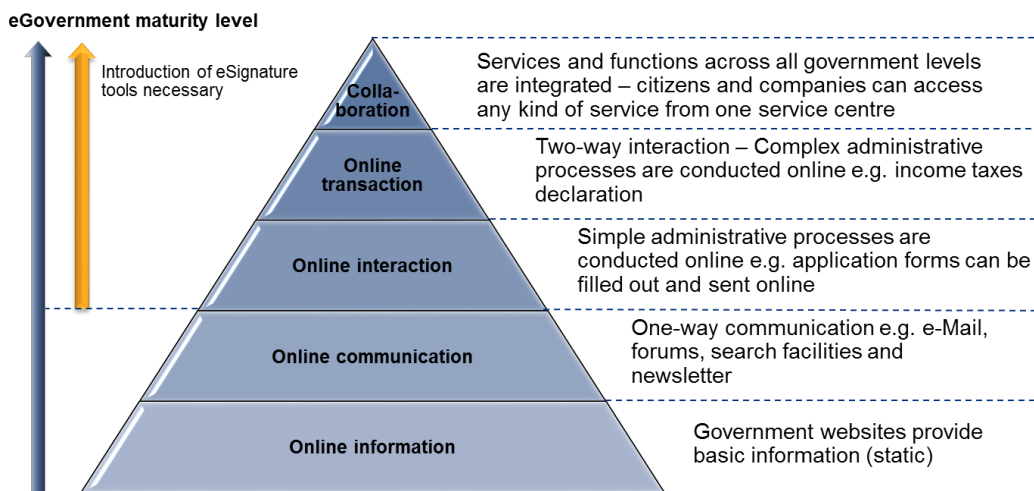 eGovernment maturity level
Introduction of eSignature
tools necessary
Colla-
boration
Services and functions across all government levels
are integrated – citizens and companies can access
any kind of service from one service centre
Online
transaction
Two-way interaction – Complex administrative
processes are conducted online e.g. income taxes
declaration
Online interaction
Simple administrative processes are
conducted online e.g. application forms can be
filled out and sent online
Online communication
One-way communication e.g. e-Mail,
forums, search facilities and
newsletter
Online information
Government websites provide
basic information (static)